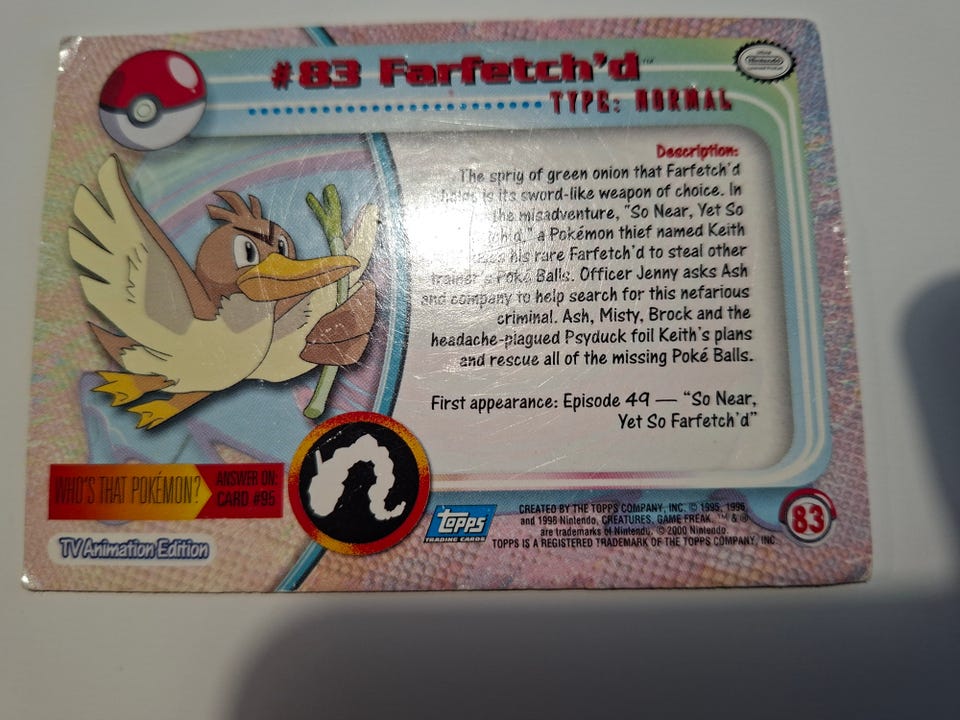 #83 Farfetch'd™
TYPE: NORMAL
Nintendo
Description:
The spriy of green onion that Farfetch'd
holds is its sword-like weapon of choice. In
the misadventure, "So Near, Yet So
a Pokémon thief named Keith
his rare Farfetch'd to steal other
trainer's Poké Balls. Officer Jenny asks Ash
and company to help search for this nefarious
criminal. Ash, Misty, Brock and the
headache-plagued Psyduck foil Keith's plans
and rescue all of the missing Poké Balls.
First appearance: Episode 49 — "So Near,
Yet So Farfetch'd"
WHO'S THAT POKÉMON?
ANSWER ON:
CARD #95
TV Animation Edition
Topps
TRADING CARDS
CREATED BY THE TOPPS COMPANY, INC. © 1995, 1996
and 1998 Nintendo, CREATURES, GAME FREAK. ™ & ®
are trademarks of Nintendo. © 2000 Nintendo.
TOPPS IS A REGISTERED TRADEMARK OF THE TOPPS COMPANY, INC.
83